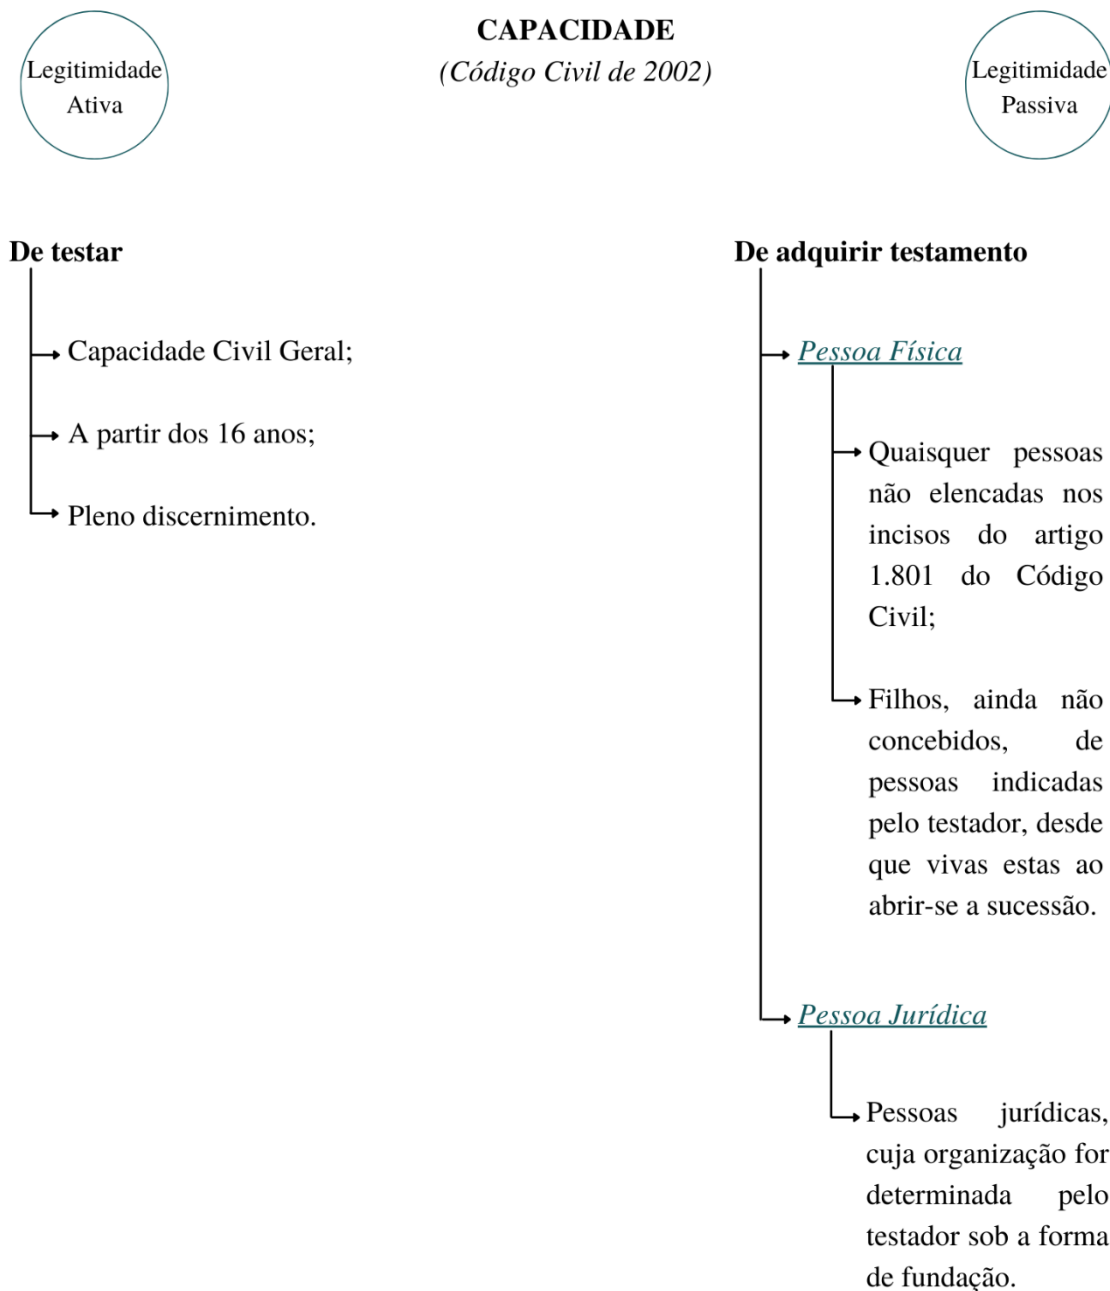 Legitimidade
Ativa
CAPACIDADE
(Código Civil de 2002)
Legitimidade
Passiva
De testar
Capacidade Civil Geral;
A partir dos 16 anos;
Pleno discernimento.
De adquirir testamento
Pessoa Física
Quaisquer pessoas
não elencadas nos
incisos do artigo
1.801 do Código
Civil;
Filhos, ainda não
concebidos, de
pessoas indicadas
pelo testador, desde
que vivas estas ao
abrir-se a sucessão.
Pessoa Jurídica
Pessoas jurídicas,
cuja organização for
determinada pelo
testador sob a forma
de fundação.